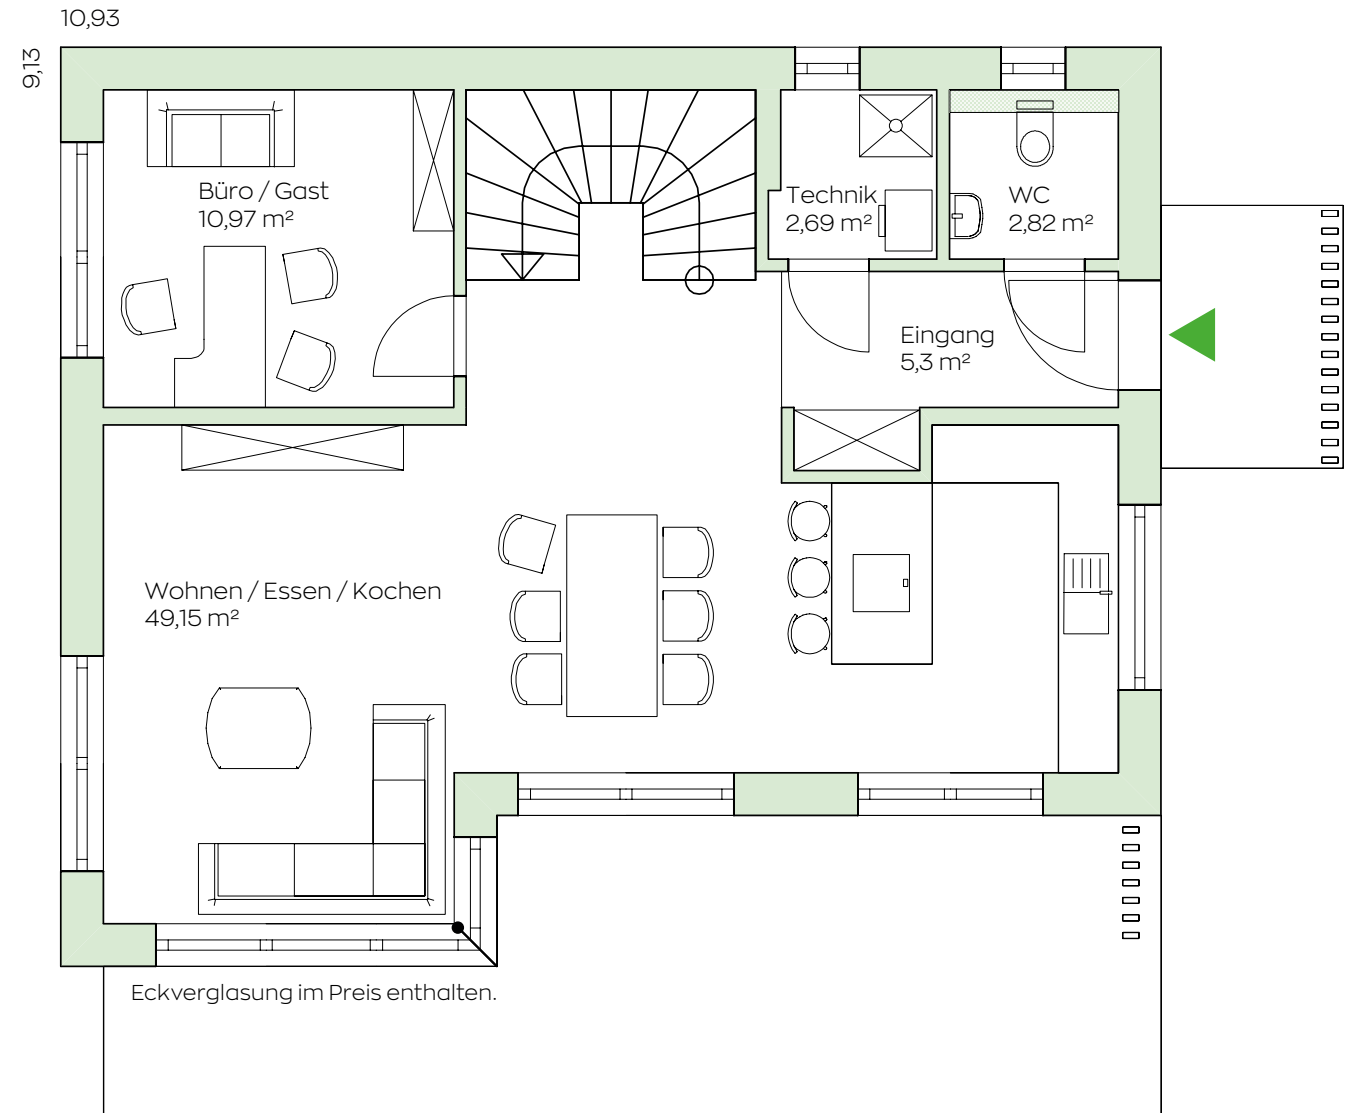 10,93
9,13
Büro / Gast
10,97 m²
Technik
2,69 m²
WC
2,82 m²
Eingang
5,3 m²
Wohnen / Essen / Kochen
49,15 m²
Eckverglasung im Preis enthalten.